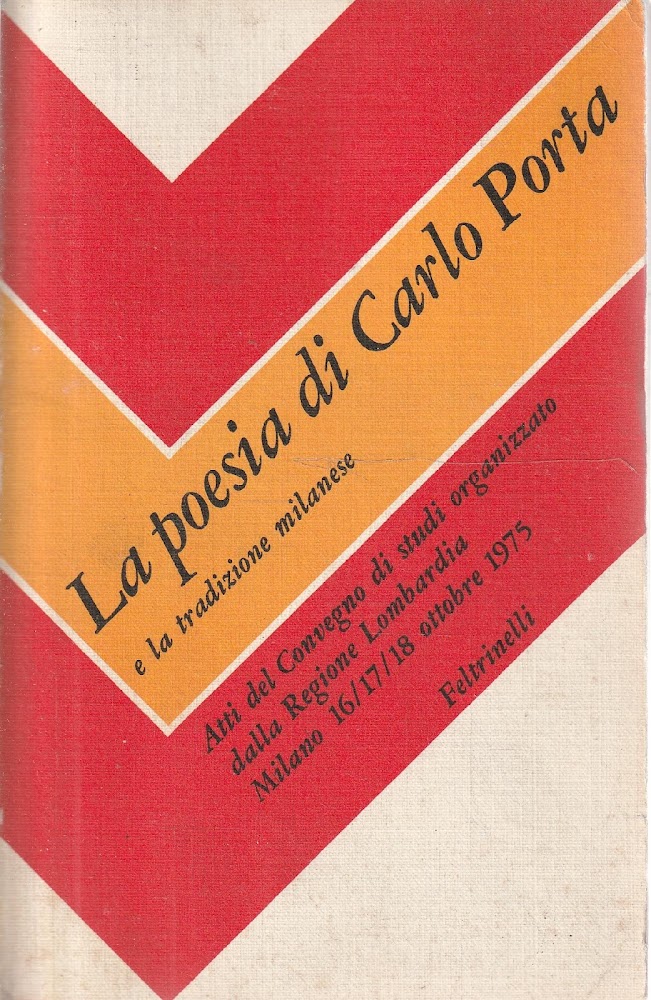 La poesia di Carlo Porta
e la tradizione milanese
Atti del Convegno di studi organizzato
dalla Regione Lombardia
Milano 16/17/18 ottobre 1975
Feltrinelli